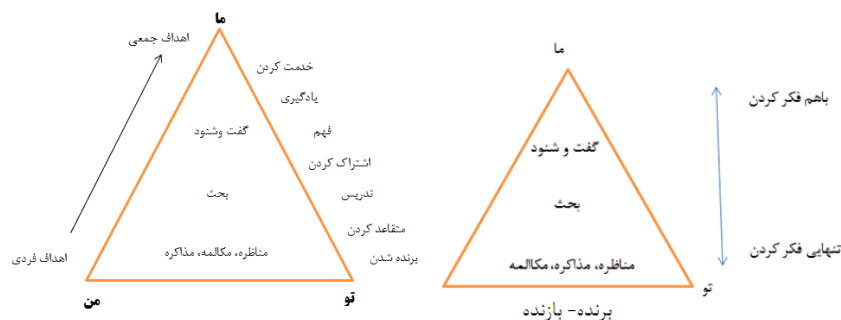 ما
اهداف جمعی
خدمت کردن
یادگیری
گفت وشنود
فهم
اشتراک کردن
بحث
تدریس
متقاعد کردن
مناظره، مکالمه، مذاکره
برنده شدن
اهداف فردی
من
تو
ما
باهم فکر کردن
گفت و شنود
بحث
تنهایی فکر کردن
مناظره، مذاکره، مکاالمه
تو
برنده- بازنده